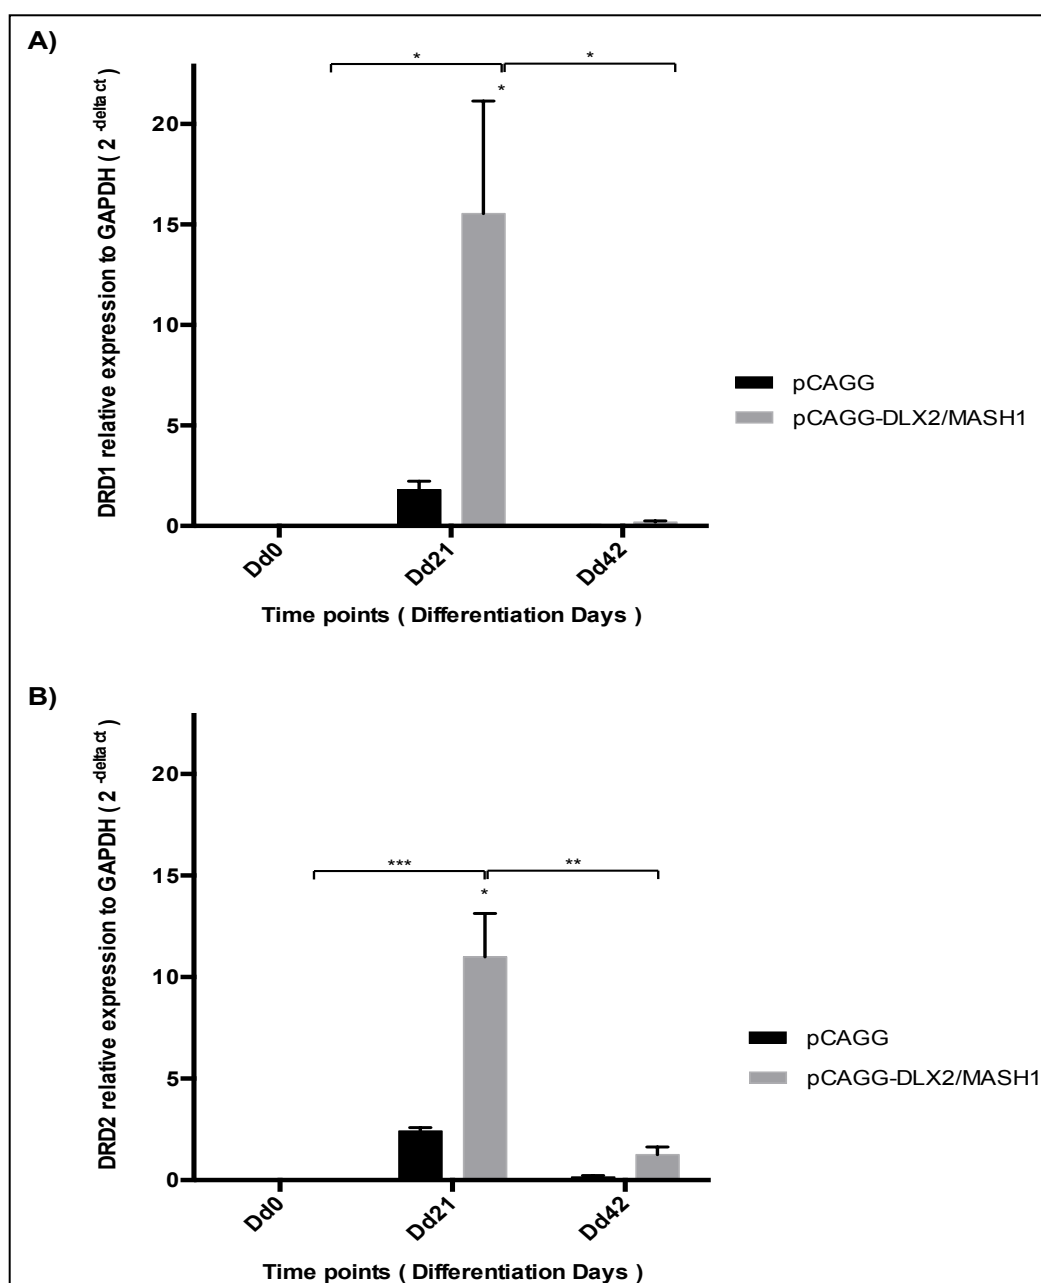 A)
* *
*
DRD1 relative expression to GAPDH ( 2 -delta ct )
20
15
10
5
0
Dd0 Dd21 Dd42
Time points ( Differentiation Days )
pCAGG
pCAGG-DLX2/MASH1
B)
*** **
*
DRD2 relative expression to GAPDH ( 2 -delta ct )
20
15
10
5
0
Dd0 Dd21 Dd42
Time points ( Differentiation Days )
pCAGG
pCAGG-DLX2/MASH1